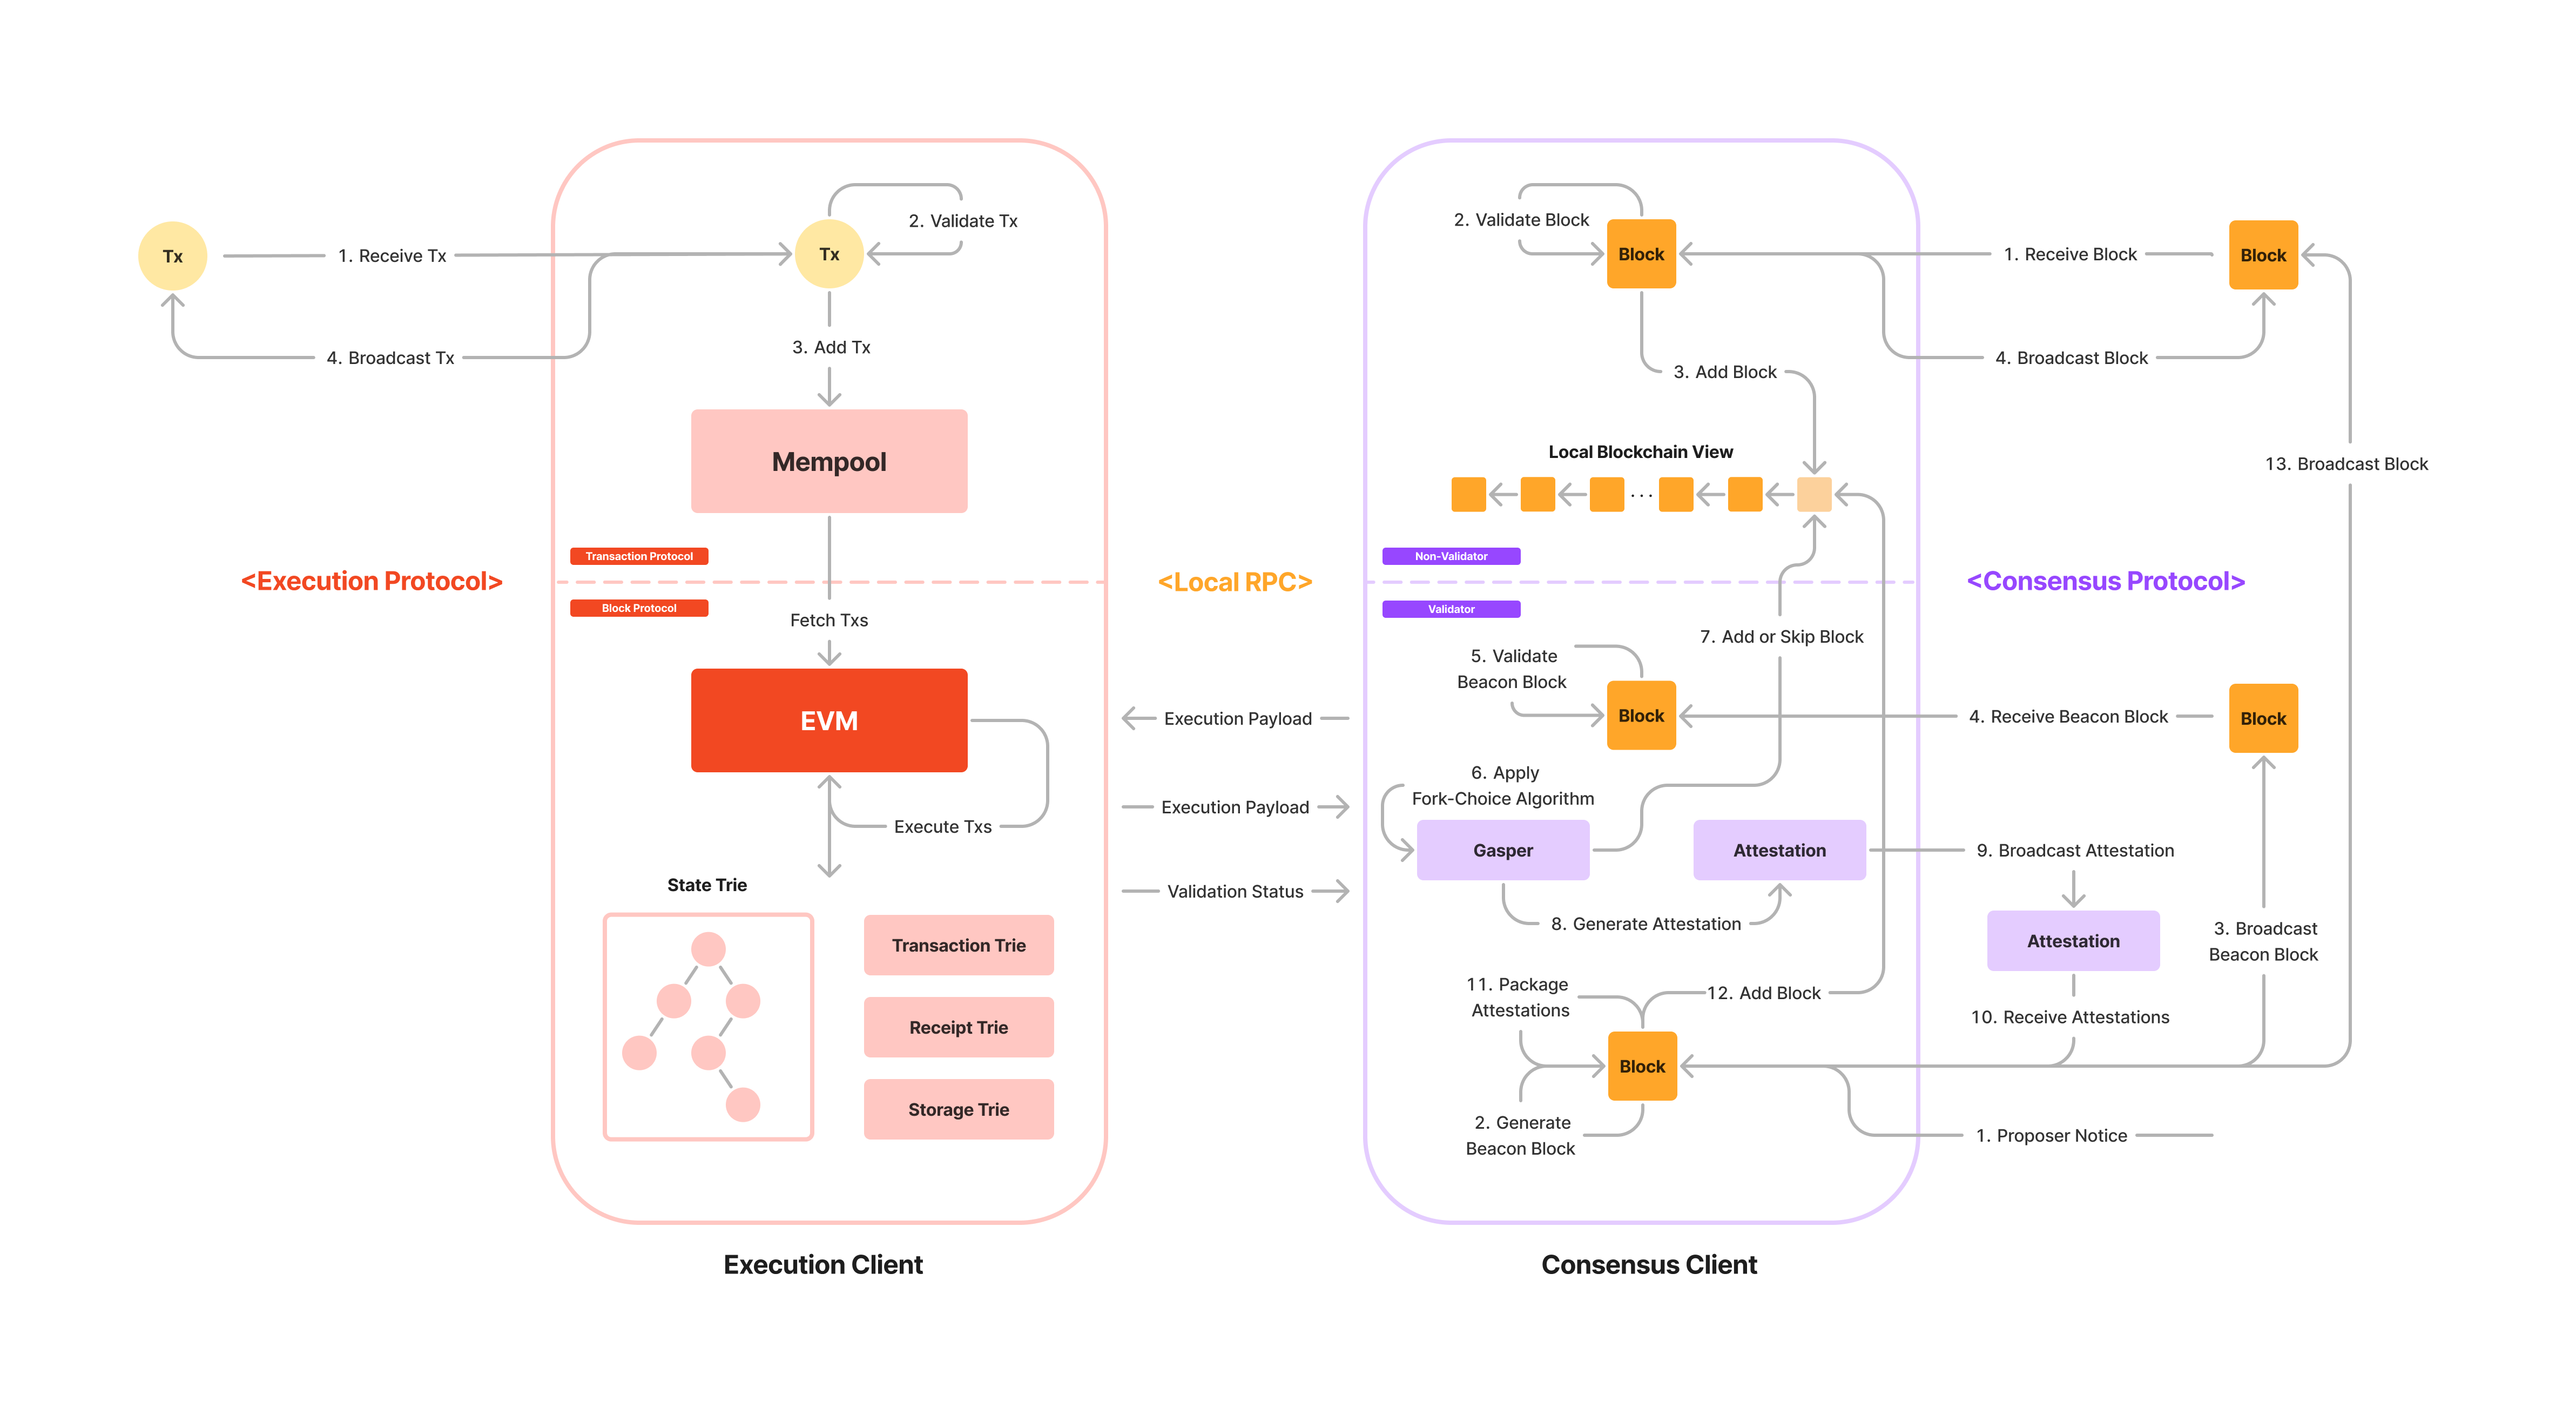 Tx
1. Receive Tx
4. Broadcast Tx
<Execution Protocol>
Tx
2. Validate Tx
3. Add Tx
Mempool
Transaction Protocol
Block Protocol
Fetch Txs
EVM
Execute Txs
State Trie
Transaction Trie
Receipt Trie
Storage Trie
Execution Client
<Local RPC>
Execution Payload
Execution Payload
Validation Status
2. Validate Block
Block
3. Add Block
Local Blockchain View
...
Non-Validator
Validator
7. Add or Skip Block
5. Validate
Beacon Block
Block
6. Apply
Fork-Choice Algorithm
Gasper
Attestation
8. Generate Attestation
11. Package
Attestations
12. Add Block
Block
2. Generate
Beacon Block
Consensus Client
1. Receive Block
Block
4. Broadcast Block
13. Broadcast Block
<Consensus Protocol>
4. Receive Beacon Block
Block
9. Broadcast Attestation
Attestation
3. Broadcast
Beacon Block
10. Receive Attestations
1. Proposer Notice